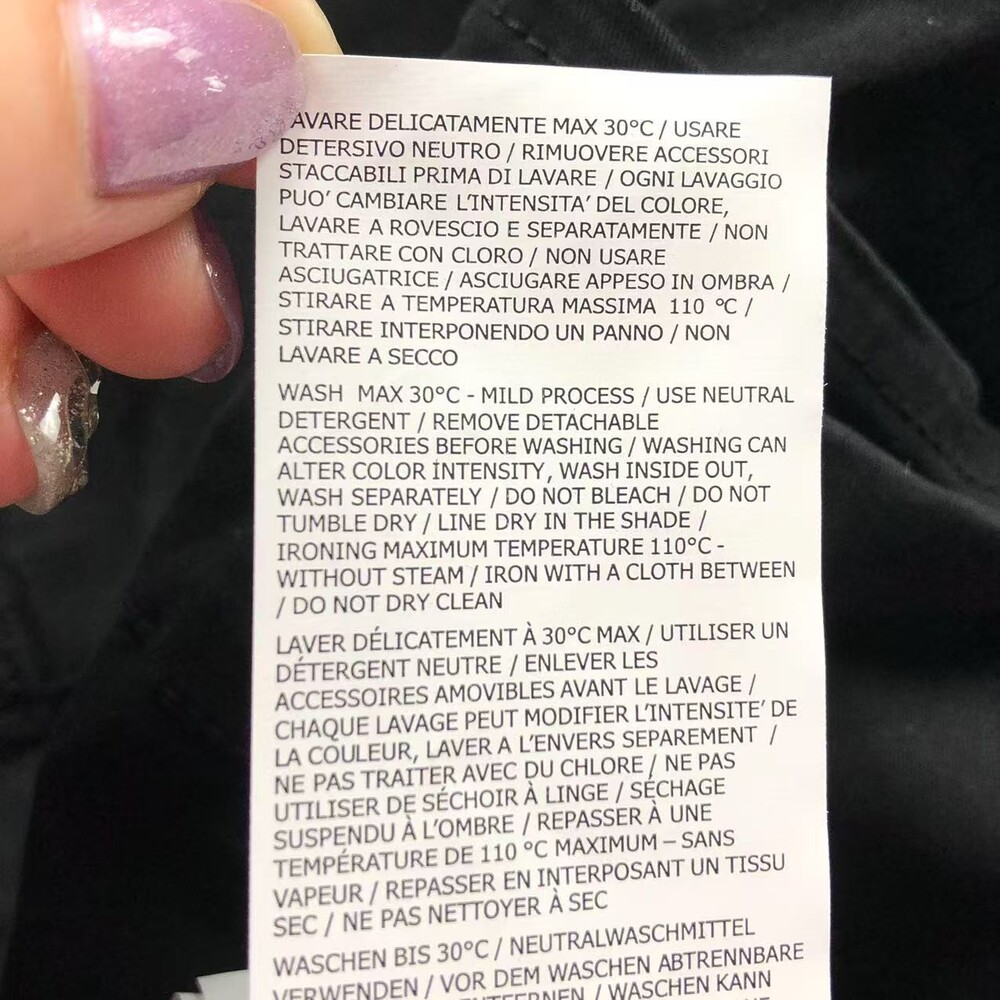 AVARE DELICATAMENTE MAX 30°C / USARE
DETERSIVO NEUTRO / RIMUOVERE ACCESSORI
STACCABILI PRIMA DI LAVARE / OGNI LAVAGGIO
PUO' CAMBIARE L'INTENSITA' DEL COLORE,
LAVARE A ROVESCIO E SEPARATAMENTE / NON
TRATTARE CON CLORO / NON USARE
ASCIUGATRICE / ASCIUGARE APPESO IN OMBRA /
STIRARE A TEMPERATURA MASSIMA 110 °C /
STIRARE INTERPONENDO UN PANNO / NON
LAVARE A SECCO
WASH MAX 30°C - MILD PROCESS / USE NEUTRAL
DETERGENT / REMOVE DETACHABLE
ACCESSORIES BEFORE WASHING / WASHING CAN
ALTER COLOR INTENSITY, WASH INSIDE OUT,
WASH SEPARATELY / DO NOT BLEACH / DO NOT
TUMBLE DRY / LINE DRY IN THE SHADE /
IRONING MAXIMUM TEMPERATURE 110°C -
WITHOUT STEAM / IRON WITH A CLOTH BETWEEN
/ DO NOT DRY CLEAN
LAVER DÉLICATEMENT À 30°C MAX / UTILISER UN
DÉTERGENT NEUTRE / ENLEVER LES
ACCESSOIRES AMOVIBLES AVANT LE LAVAGE /
CHAQUE LAVAGE PEUT MODIFIER L'INTENSITE' DE
LA COULEUR, LAVER A L'ENVERS SEPAREMENT /
NE PAS TRAITER AVEC DU CHLORE / NE PAS
UTILISER DE SÉCHOIR À LINGE / SÉCHAGE
SUSPENDU À L'OMBRE / REPASSER À UNE
TEMPÉRATURE DE 110 °C MAXIMUM – SANS
VAPEUR / REPASSER EN INTERPOSANT UN TISSU
SEC / NE PAS NETTOYER À SEC
WASCHEN BIS 30°C / NEUTRALWASCHMITTEL
VERWENDEN / VOR DEM WASCHEN ABTRENNBARE
ENTFERNEN / WASCHEN KANN